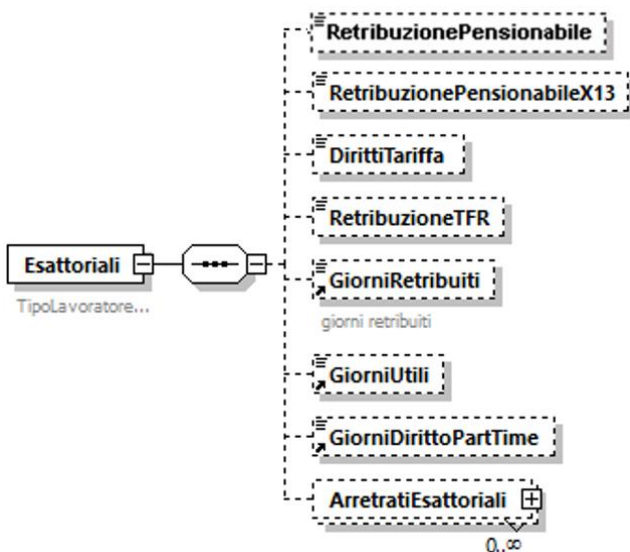 RetribuzionePensionabile
RetribuzionePensionabileX13
DirittiTariffa
RetribuzioneTFR
Esattoriali
TipoLavoratore...
GiorniRetribuiti
giorni retribuiti
GiorniUtili
GiorniDirittoPartTime
ArretratiEsattoriali
0..∞